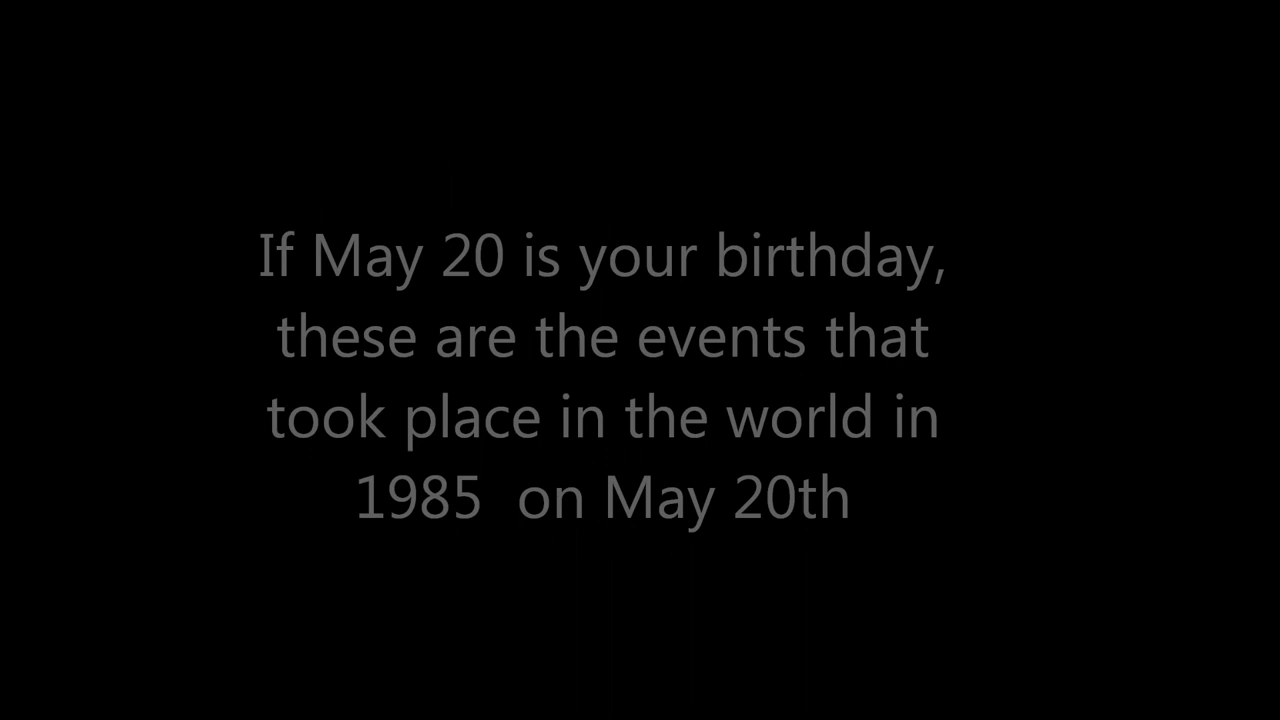 If May 20 is your birthday,
these are the events that
took place in the world in
1985  on May 20th